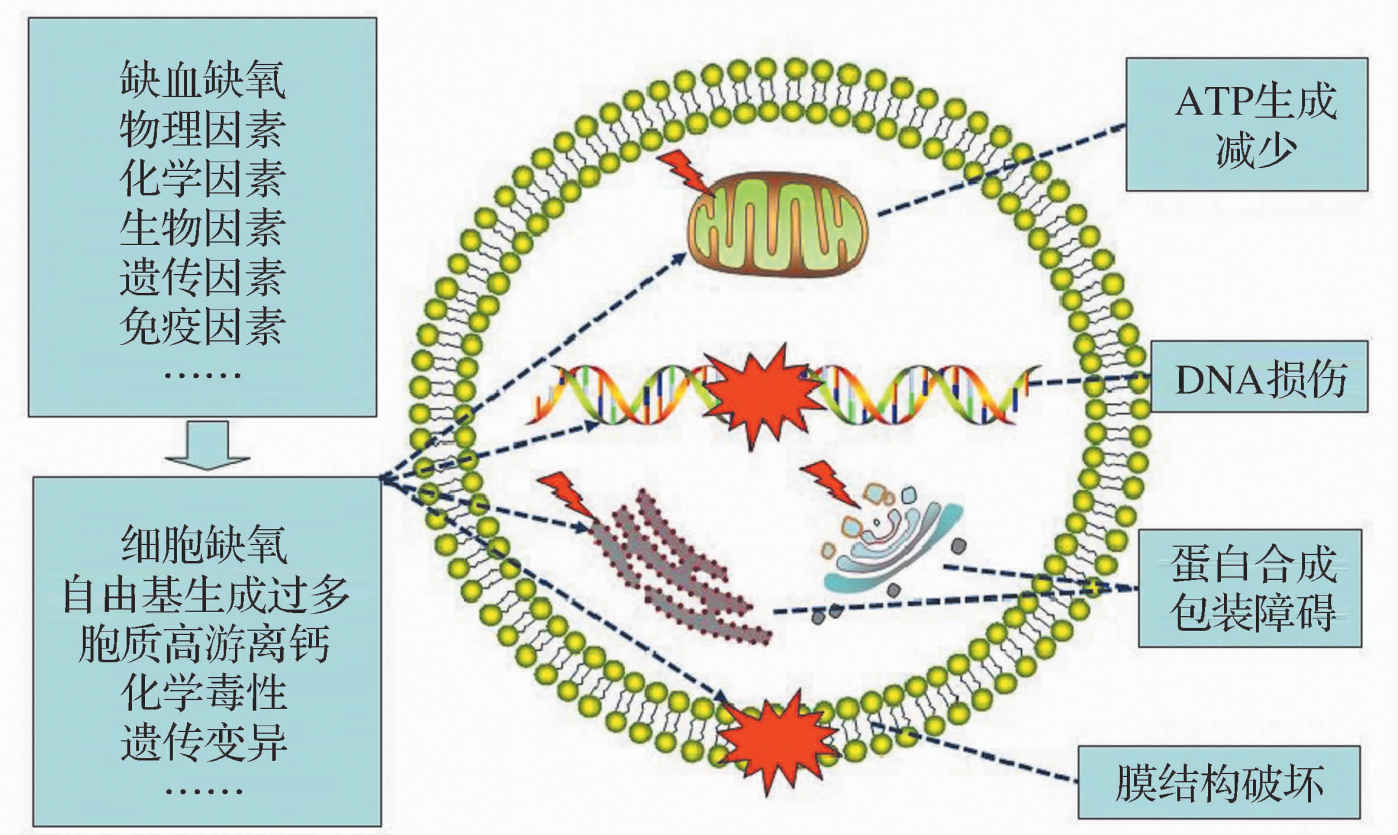 缺血缺氧
物理因素
化学因素
生物因素
遗传因素
免疫因素
……
细胞缺氧
自由基生成过多
胞质高游离钙
化学毒性
遗传变异
……
ATP生成
减少
DNA损伤
蛋白合成
包装障碍
膜结构破坏